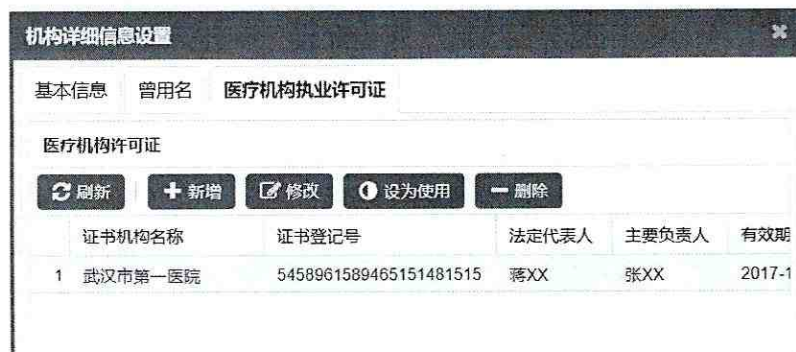 机构详细信息设置
基本信息 曾用名 医疗机构执业许可证
医疗机构许可证
刷新 新增 修改 设为使用 删除
证书机构名称 证书登记号 法定代表人 主要负责人 有效期
1 武汉市第一医院 5458961589465151481515 蒋XX 张XX 2017-1